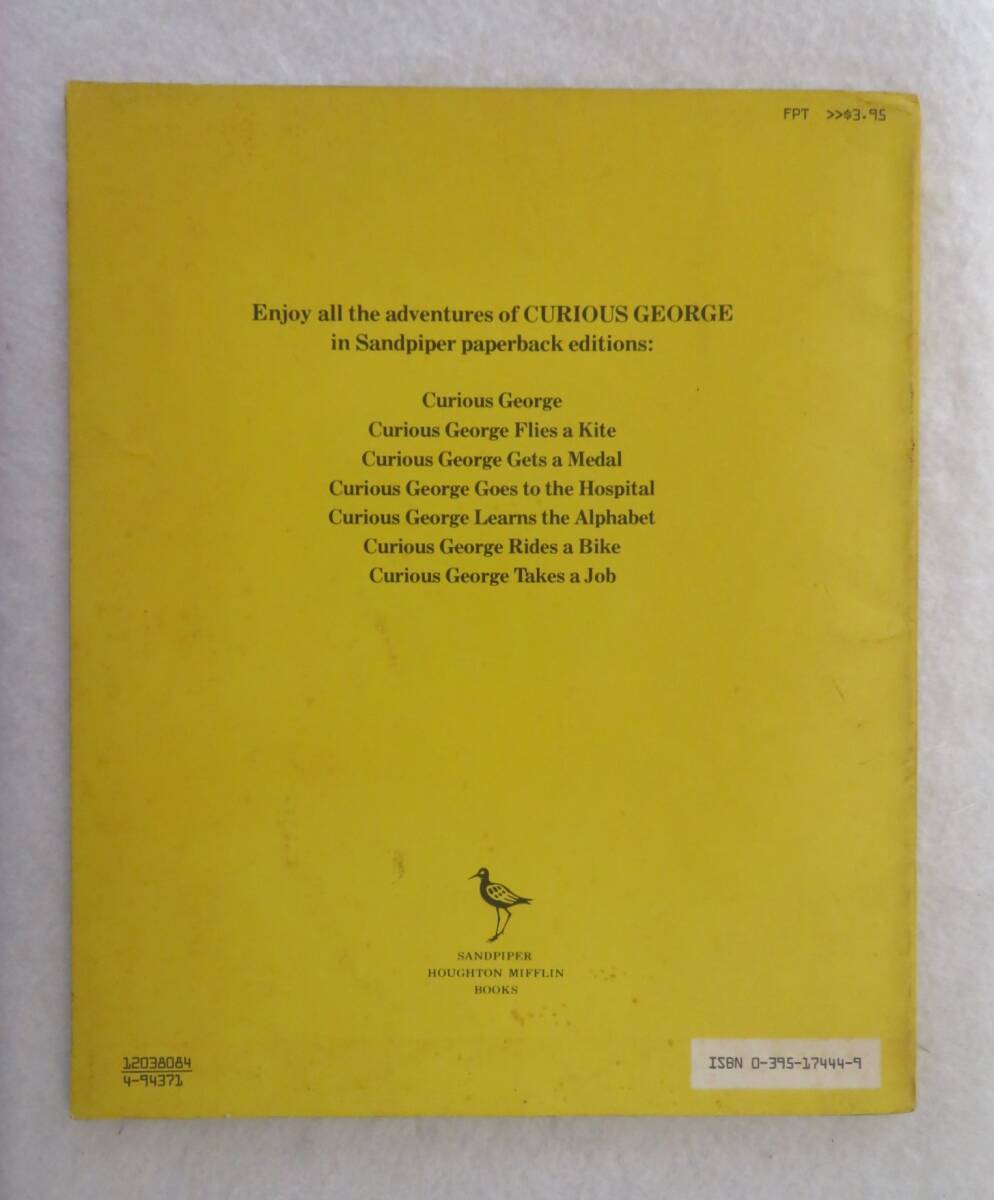 FPT >>$3.95
Enjoy all the adventures of CURIOUS GEORGE
in Sandpiper paperback editions:
Curious George
Curious George Flies a Kite
Curious George Gets a Medal
Curious George Goes to the Hospital
Curious George Learns the Alphabet
Curious George Rides a Bike
Curious George Takes a Job
SANDPIPER
HOUGHTON MIFFLIN
BOOKS
12038084
4-94371
ISBN 0-395-17444-9